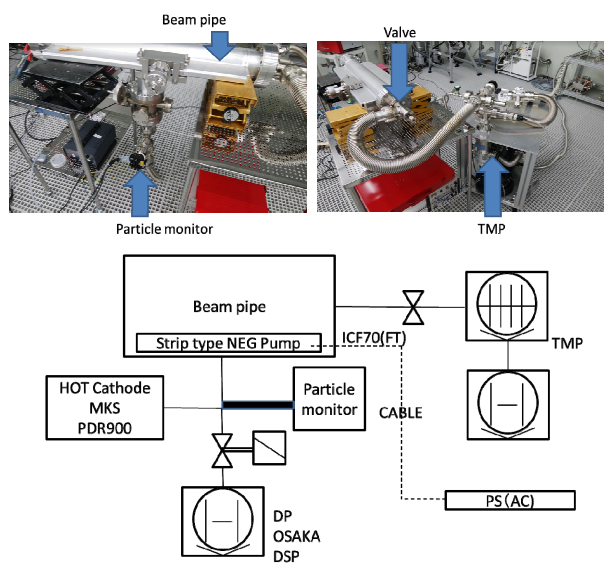 Beam pipe
Valve
Particle monitor
TMP
Beam pipe
Strip type NEG Pump
ICF70(FT)
TMP
HOT Cathode
MKS
PDR900
Particle
monitor
CABLE
PS(AC)
DP
OSAKA
DSP